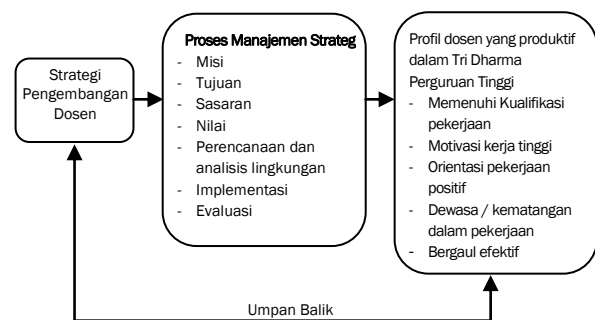 Strategi
Pengembangan
Dosen
Proses Manajemen Strateg
- Misi
- Tujuan
- Sasaran
- Nilai
- Perencanaan dan
analisis lingkungan
- Implementasi
- Evaluasi
Profil dosen yang produktif
dalam Tri Dharma
Perguruan Tinggi
- Memenuhi Kualifikasi
pekerjaan
- Motivasi kerja tinggi
- Orientasi pekerjaan
positif
- Dewasa / kematangan
dalam pekerjaan
- Bergaul efektif
Umpan Balik